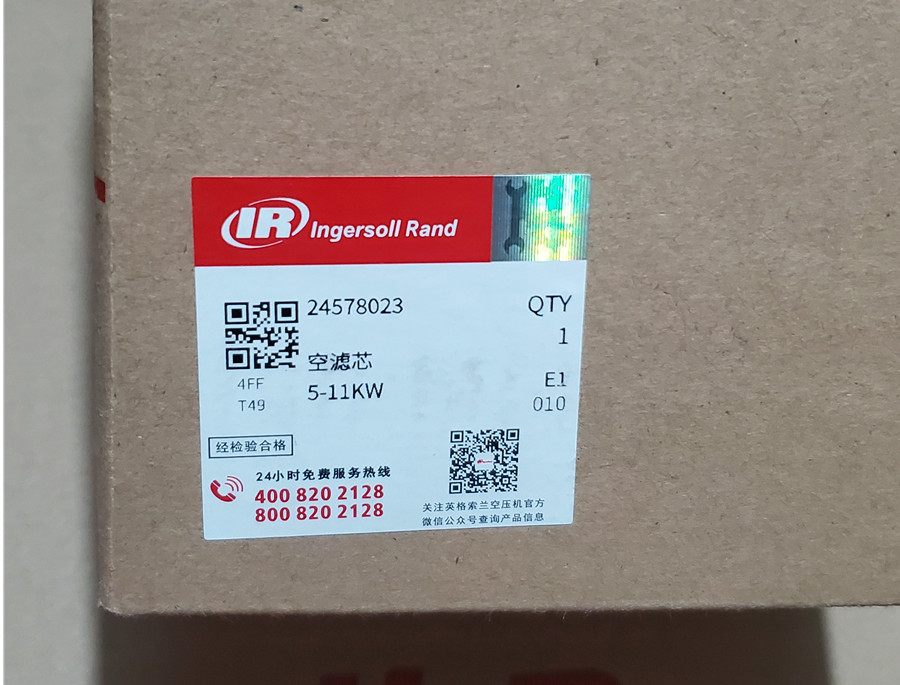 IR Ingersoll Rand
24578023 QTY
1
空滤芯
4FF
5-11KW E1
T49 010
经检验合格
24小时免费服务热线
400 820 2128
800 820 2128
关注英格索兰空压机官方
微信公众号查询产品信息